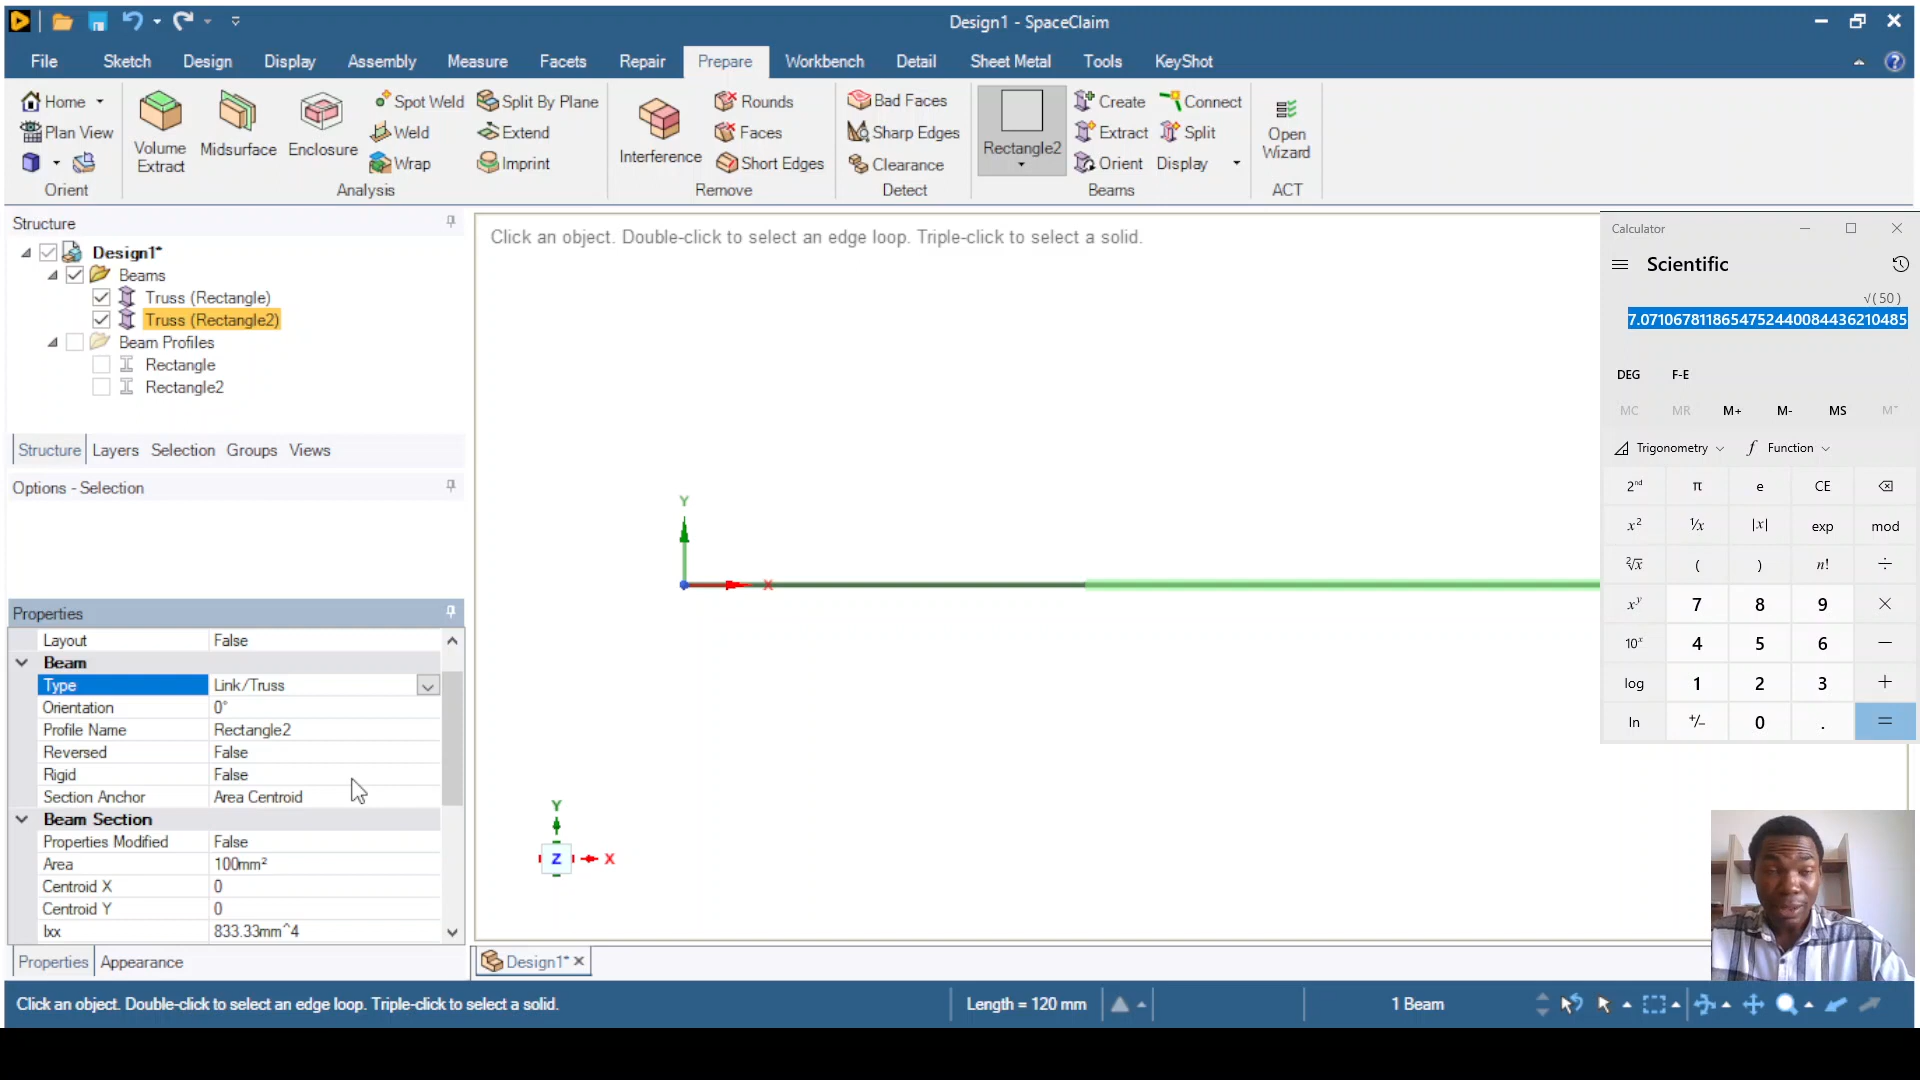 Design1 - SpaceClaim
File Sketch Design Display Assembly Measure Facets Repair Prepare Workbench Detail Sheet Metal Tools KeyShot
Home
Plan View
Orient
Volume Extract
Midsurface
Enclosure
Spot Weld
Weld
Wrap
Split By Plane
Extend
Imprint
Analysis
Interference
Rounds
Faces
Short Edges
Remove
Bad Faces
Sharp Edges
Clearance
Detect
Rectangle2
Create
Extract
Orient
Connect
Split
Display
Beams
Open Wizard
ACT
Structure
Design1*
Beams
Truss (Rectangle)
Truss (Rectangle2)
Beam Profiles
Rectangle
Rectangle2
Structure Layers Selection Groups Views
Options - Selection
Properties
Layout False
Beam
Type Link/Truss
Orientation 0°
Profile Name Rectangle2
Reversed False
Rigid False
Section Anchor Area Centroid
Beam Section
Properties Modified False
Area 100mm²
Centroid X 0
Centroid Y 0
Ixx 833.33mm^4
Properties Appearance
Click an object. Double-click to select an edge loop. Triple-click to select a solid.
Y
X
Y
Z X
Design1*
Calculator
Scientific
√(50)
7.0710678118654752440084436210485
DEG F-E
MC MR M+ M- MS M˅
Trigonometry Function
2ⁿᵈ π e CE
x² ¹/x |x| exp mod
²√x ( ) n! ÷
xʸ 7 8 9 ×
10ˣ 4 5 6 −
log 1 2 3 +
ln +/− 0 . =
Click an object. Double-click to select an edge loop. Triple-click to select a solid.
Length = 120 mm
1 Beam